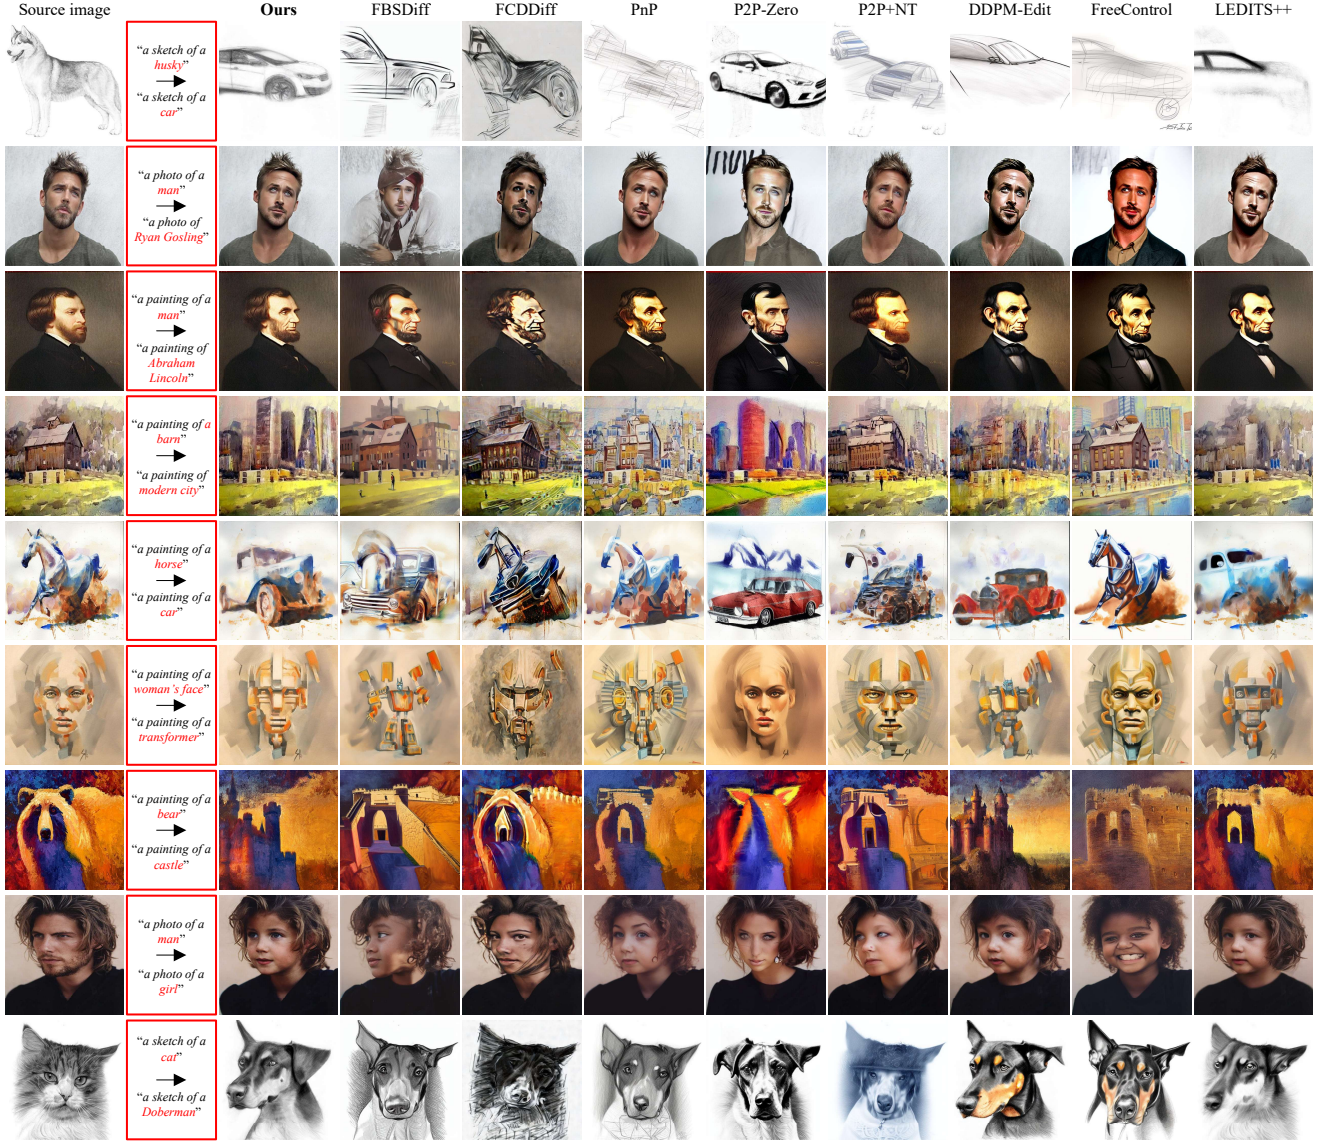 Source image Ours FBSDiff FCDDiff PnP P2P-Zero P2P+NT DDPM-Edit FreeControl LEDITS++
“a sketch of a
husky”
“a sketch of a
car”
“a photo of a
man”
“a photo of
Ryan Gosling”
“a painting of a
man”
“a painting of
Abraham
Lincoln”
“a painting of a
barn”
“a painting of
modern city”
“a painting of a
horse”
“a painting of a
car”
“a painting of a
woman’s face”
“a painting of a
transformer”
“a painting of a
bear”
“a painting of a
castle”
“a photo of a
man”
“a photo of a
girl”
“a sketch of a
cat”
“a sketch of a
Doberman”